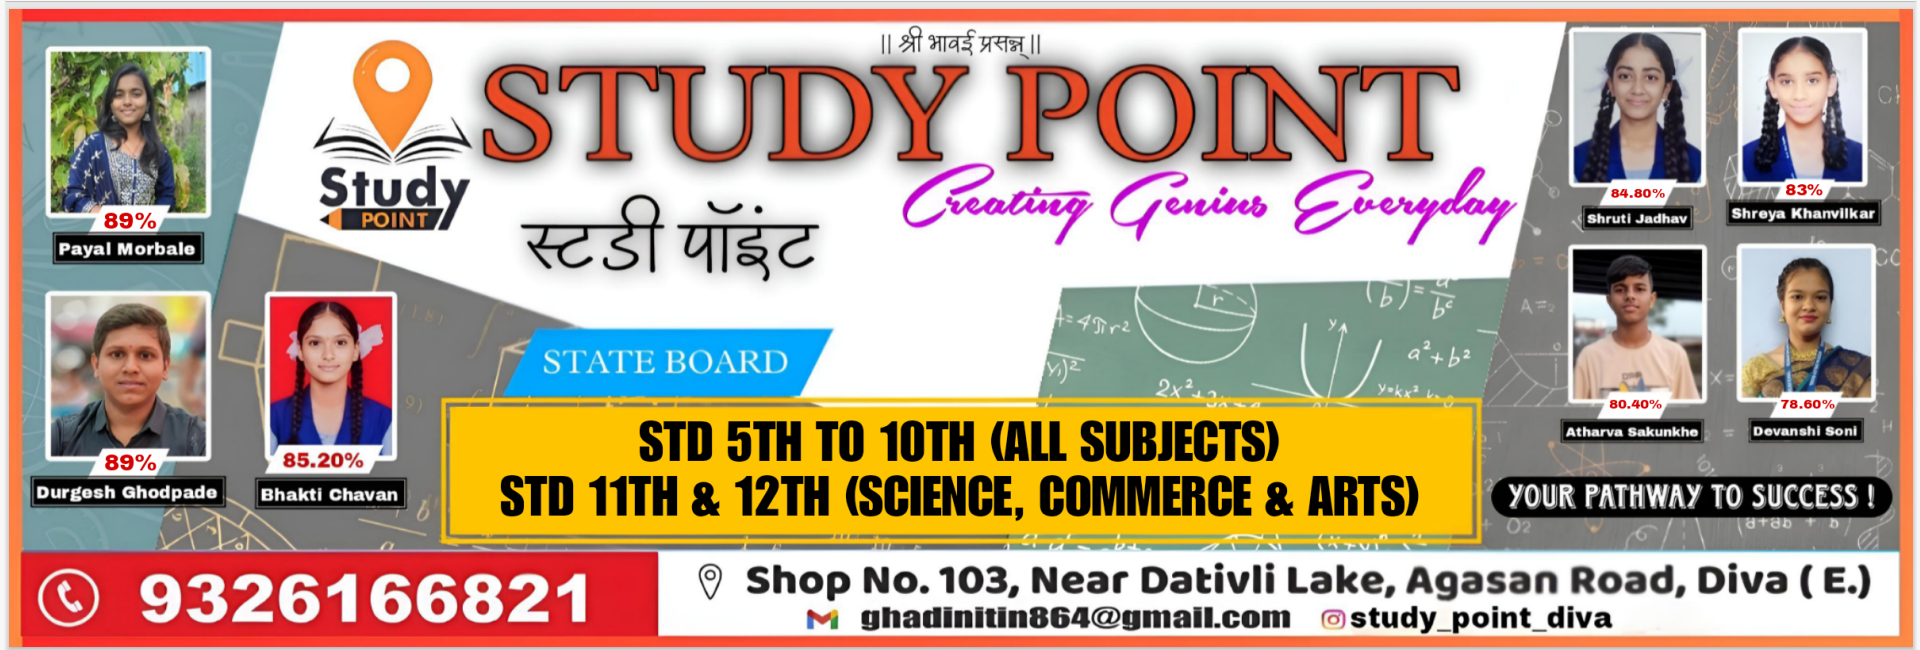 || श्री भावई प्रसन्न ||
STUDY POINT
Creating Genius Everyday
स्टडी पॉइंट
Study
POINT
89%
Payal Morbale
89%
Durgesh Ghodpade
85.20%
Bhakti Chavan
84.80%
Shruti Jadhav
83%
Shreya Khanvilkar
80.40%
Atharva Sakunkhe
78.60%
Devanshi Soni
STATE BOARD
STD 5TH TO 10TH (ALL SUBJECTS)
STD 11TH & 12TH (SCIENCE, COMMERCE & ARTS)
YOUR PATHWAY TO SUCCESS !
9326166821
Shop No. 103, Near Dativli Lake, Agasan Road, Diva ( E.)
ghadinitin864@gmail.com study_point_diva